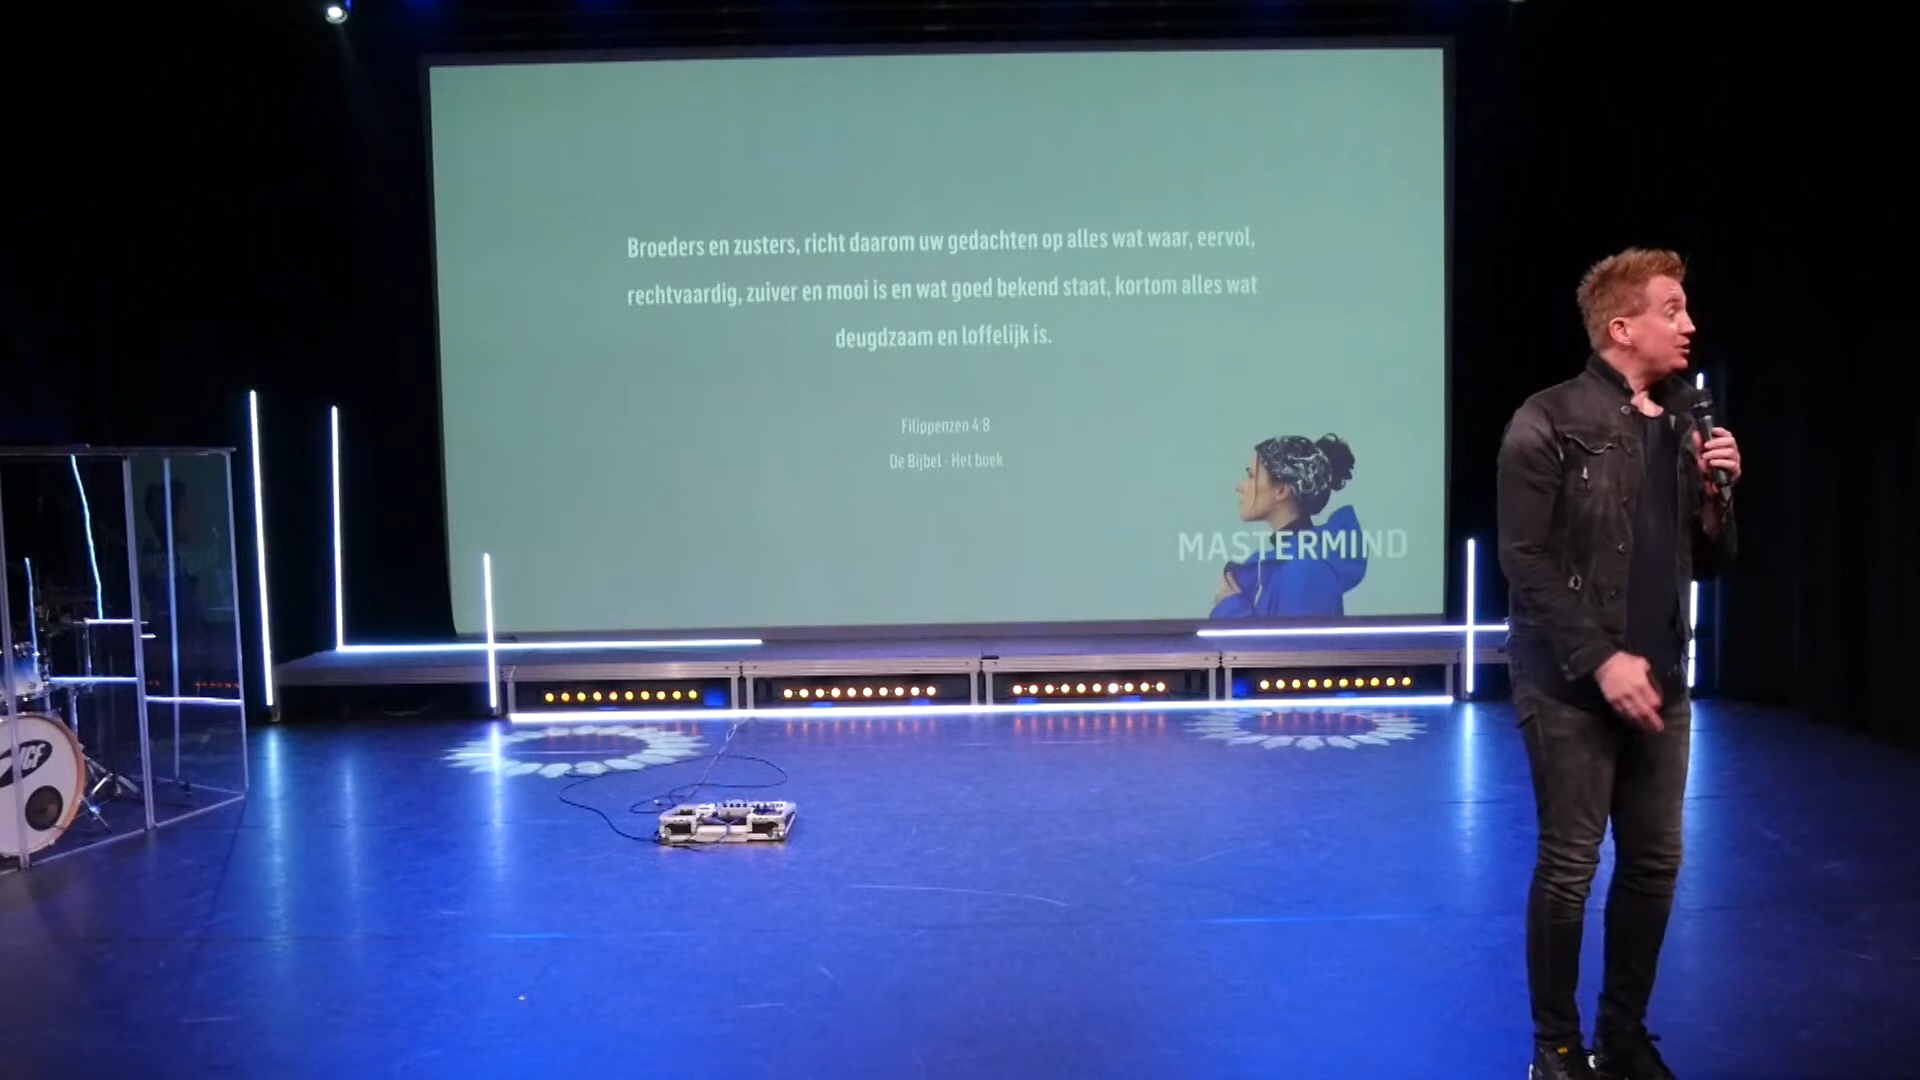 Broeders en zusters, richt daarom uw gedachten op alles wat waar, eervol,
rechtvaardig, zuiver en mooi is en wat goed bekend staat, kortom alles wat
deugdzaam en loffelijk is.
Filippenzen 4:8
De Bijbel - Het boek
MASTERMIND
ICF